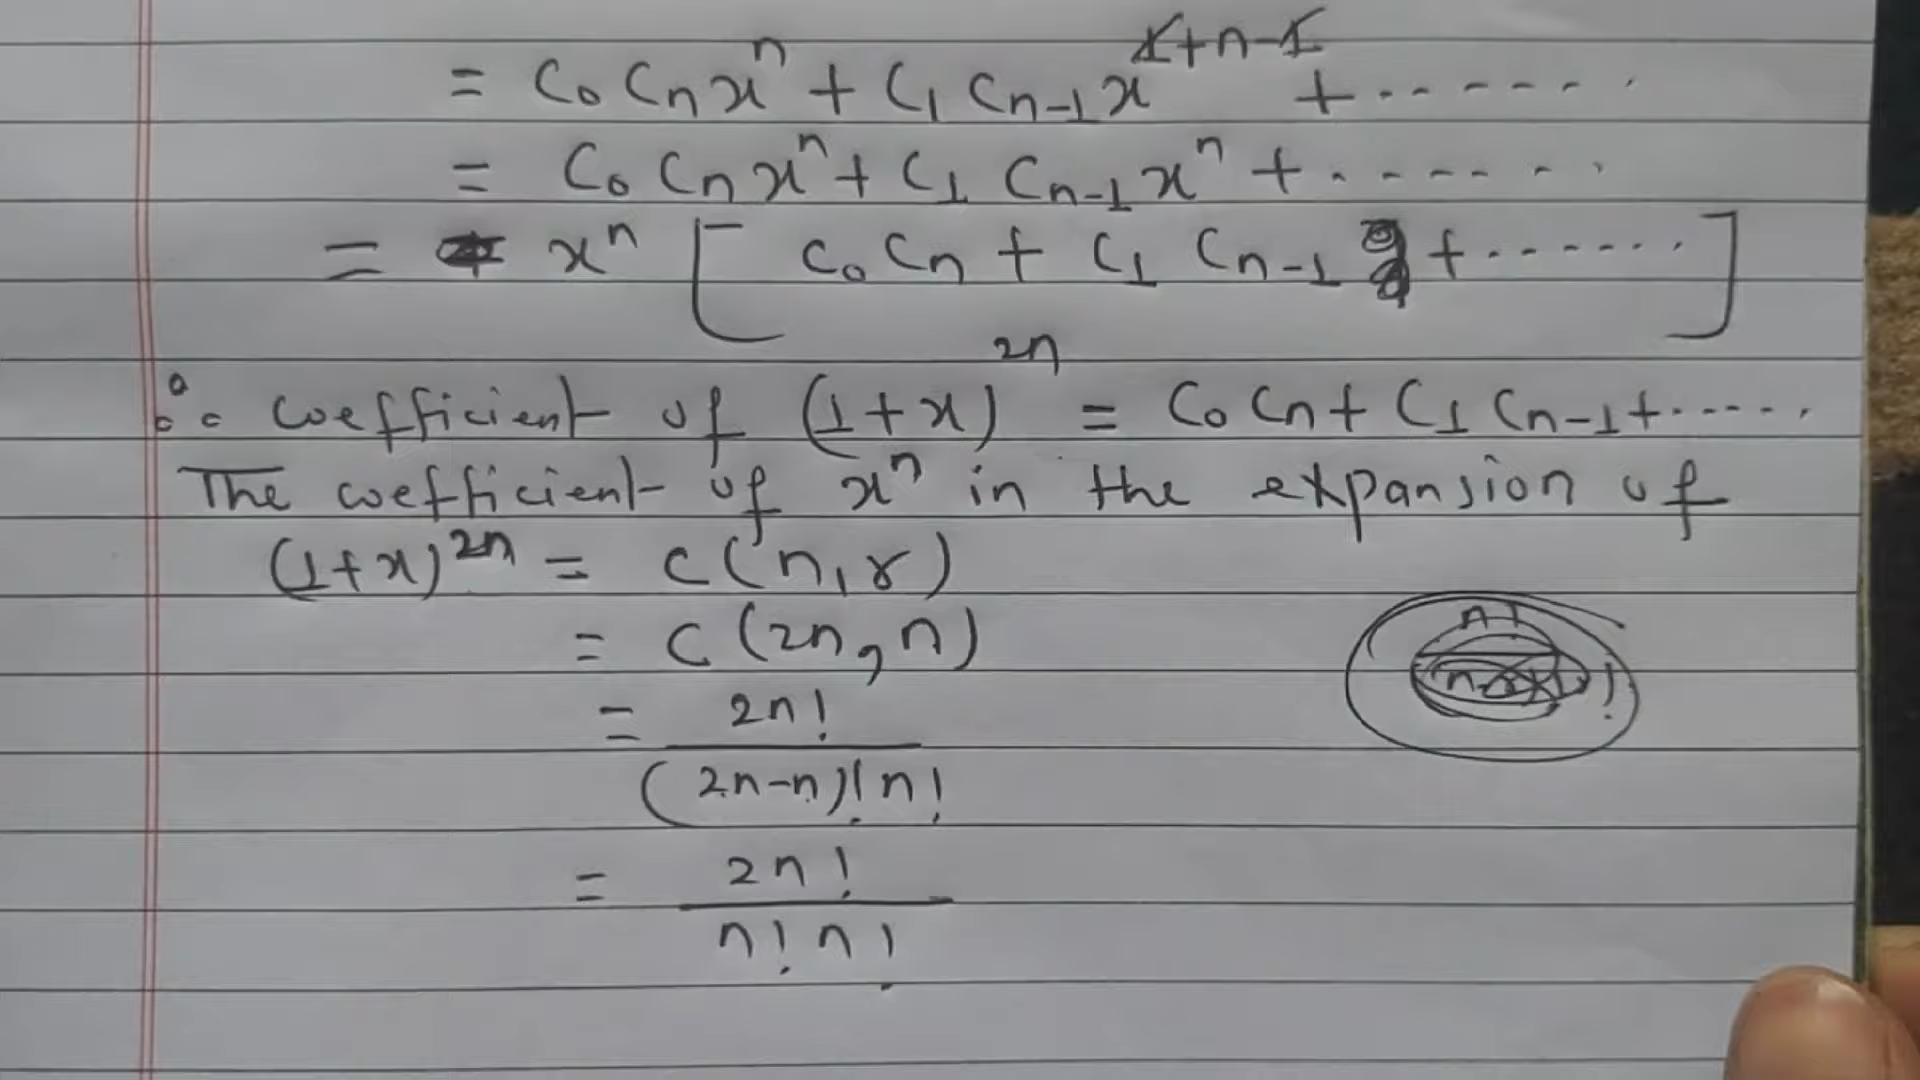 = C₀ Cₙ xⁿ + C₁ Cₙ₋₁ x¹⁺ⁿ⁻¹ + .......
= C₀ Cₙ xⁿ + C₁ Cₙ₋₁ xⁿ + .......
= xⁿ [ C₀ Cₙ + C₁ Cₙ₋₁ + ....... ]
∴ coefficient of (1+x)²ⁿ = C₀ Cₙ + C₁ Cₙ₋₁ + ......
The coefficient of xⁿ in the expansion of
(1+x)²ⁿ = C(n,r)
= C(2n,n)
= 2n!
(2n-n)! n!
= 2n!
n! n!